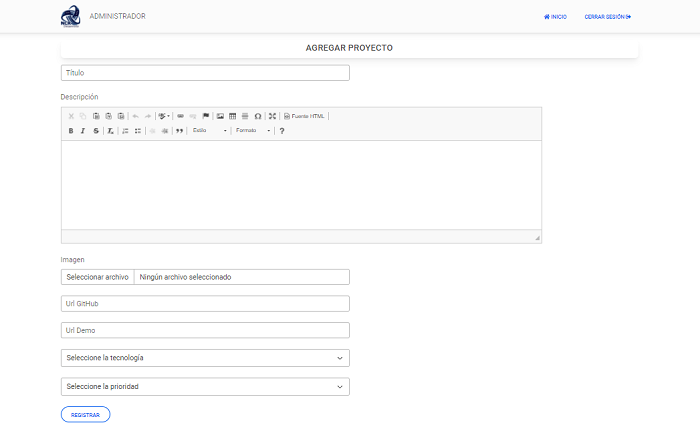 ADMINISTRADOR
INICIO
CERRAR SESIÓN
AGREGAR PROYECTO
Título
Descripción
Fuente HTML
B I S Estilo Formato ?
Imagen
Seleccionar archivo Ningún archivo seleccionado
Url GitHub
Url Demo
Seleccione la tecnología
Seleccione la prioridad
REGISTRAR